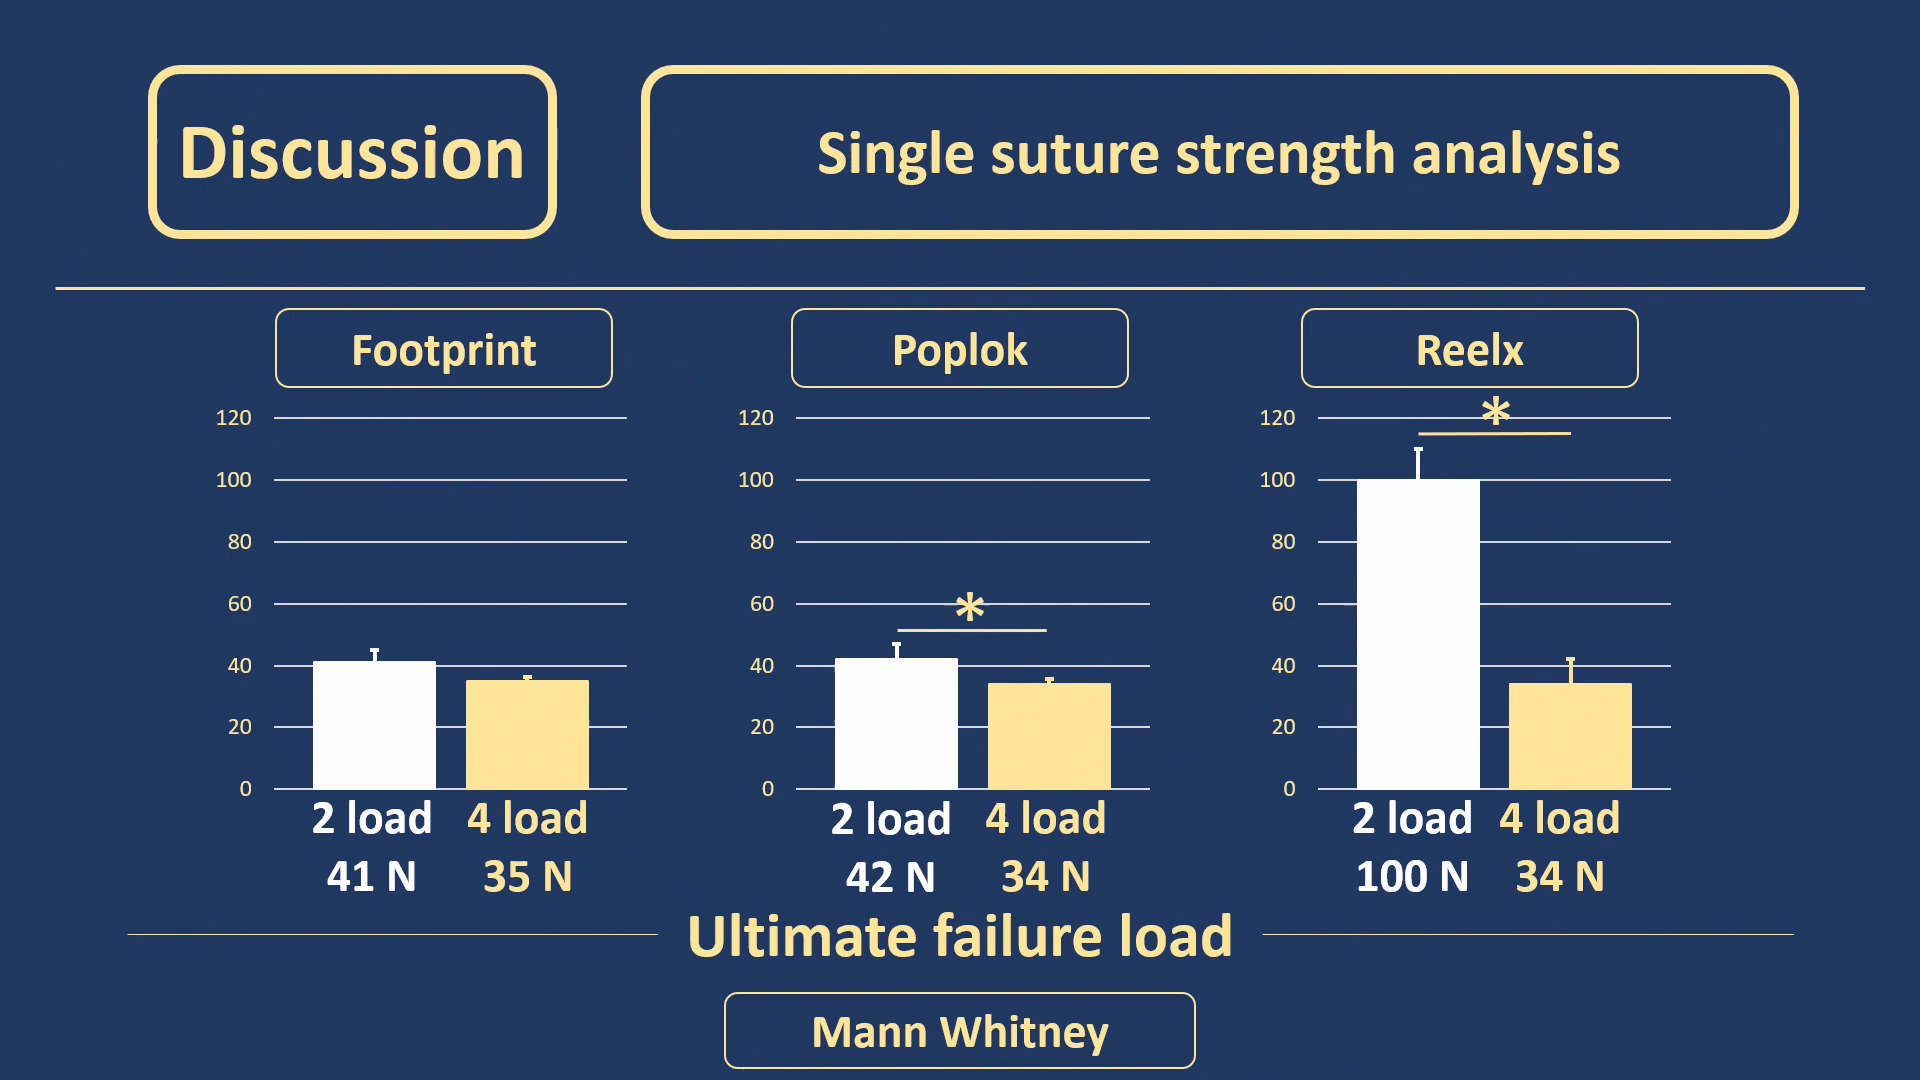 Discussion
Single suture strength analysis
Footprint
120
100
80
60
40
20
0
2 load 4 load
41 N 35 N
Poplok
120
100
80
60
40
20
0
*
2 load 4 load
42 N 34 N
Reelx
120
100
80
60
40
20
0
*
2 load 4 load
100 N 34 N
Ultimate failure load
Mann Whitney